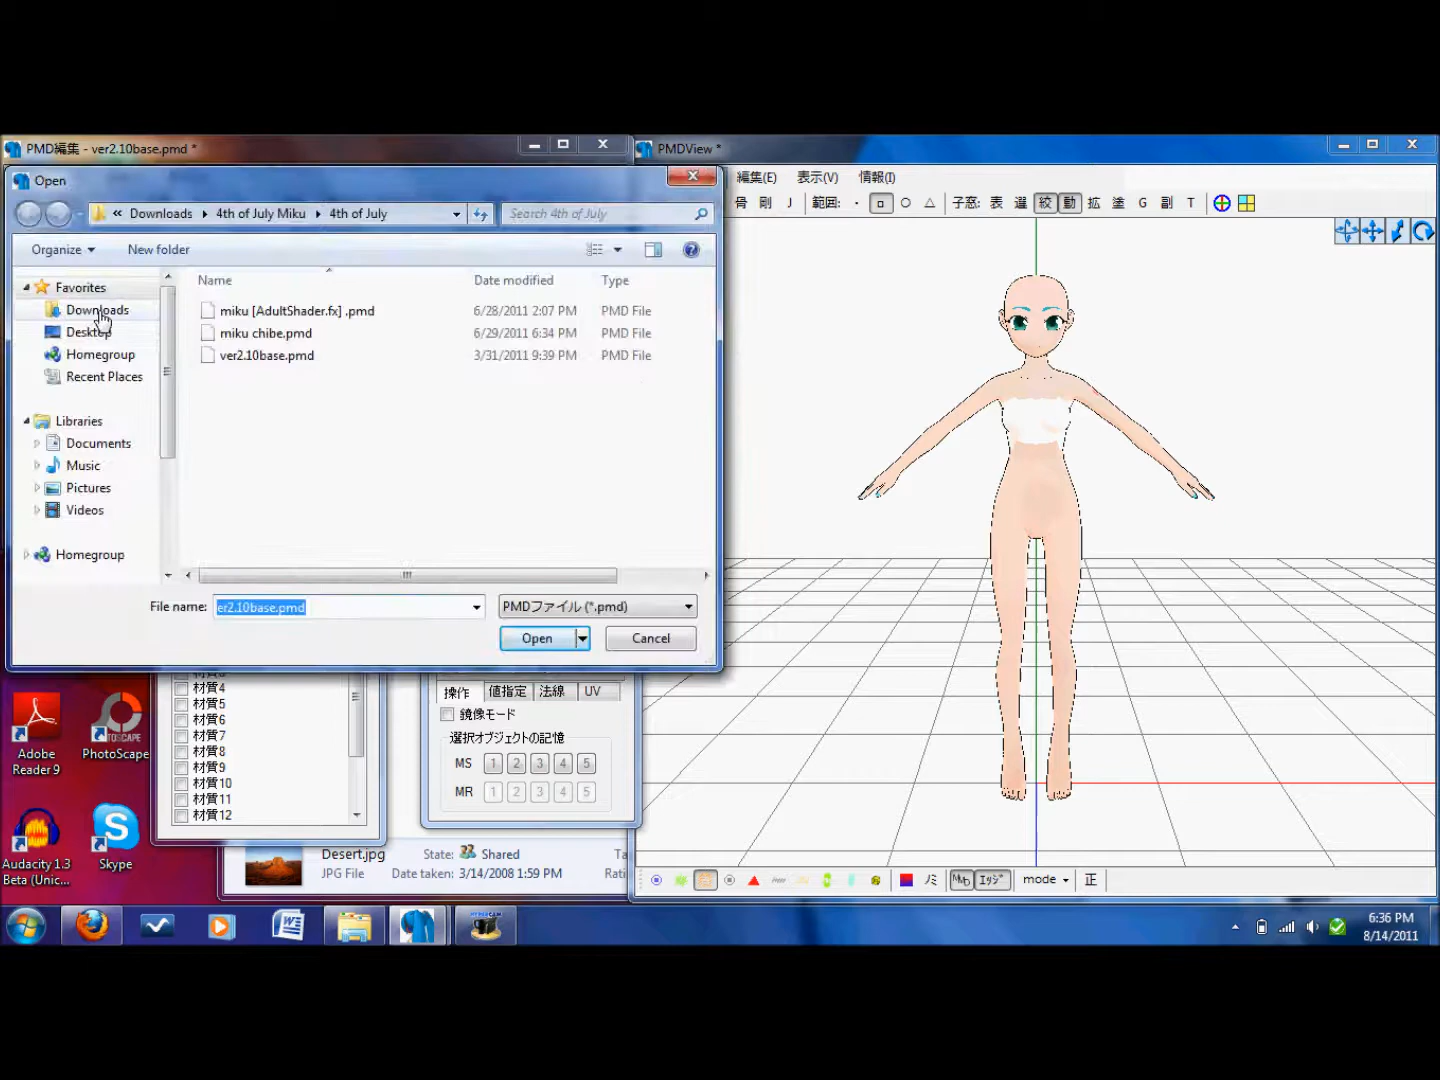 PMD編集 - ver2.10base.pmd *
PMDView *
Open
編集(E) 表示(V) 情報(I)
骨 剛 J 範囲: 子窓: 表 選 絞 動 拡 塗 G 副 T
« Downloads 4th of July Miku 4th of July
Search 4th of July
Organize New folder
Favorites
Downloads
Desktop
Homegroup
Recent Places
Libraries
Documents
Music
Pictures
Videos
Homegroup
Name Date modified Type
miku [AdultShader.fx] .pmd 6/28/2011 2:07 PM PMD File
miku chibe.pmd 6/29/2011 6:34 PM PMD File
ver2.10base.pmd 3/31/2011 9:39 PM PMD File
File name: er2.10base.pmd PMDファイル (*.pmd)
Open Cancel
材質4
材質5
材質6
材質7
材質8
材質9
材質10
材質11
材質12
操作 値指定 法線 UV
鏡像モード
選択オブジェクトの記憶
MS 1 2 3 4 5
MR 1 2 3 4 5
Adobe
Reader 9
PhotoScape
Audacity 1.3
Beta (Unic...
Skype
Desert.jpg State: Shared
JPG File Date taken: 3/14/2008 1:59 PM
エッジ mode 正
6:36 PM
8/14/2011